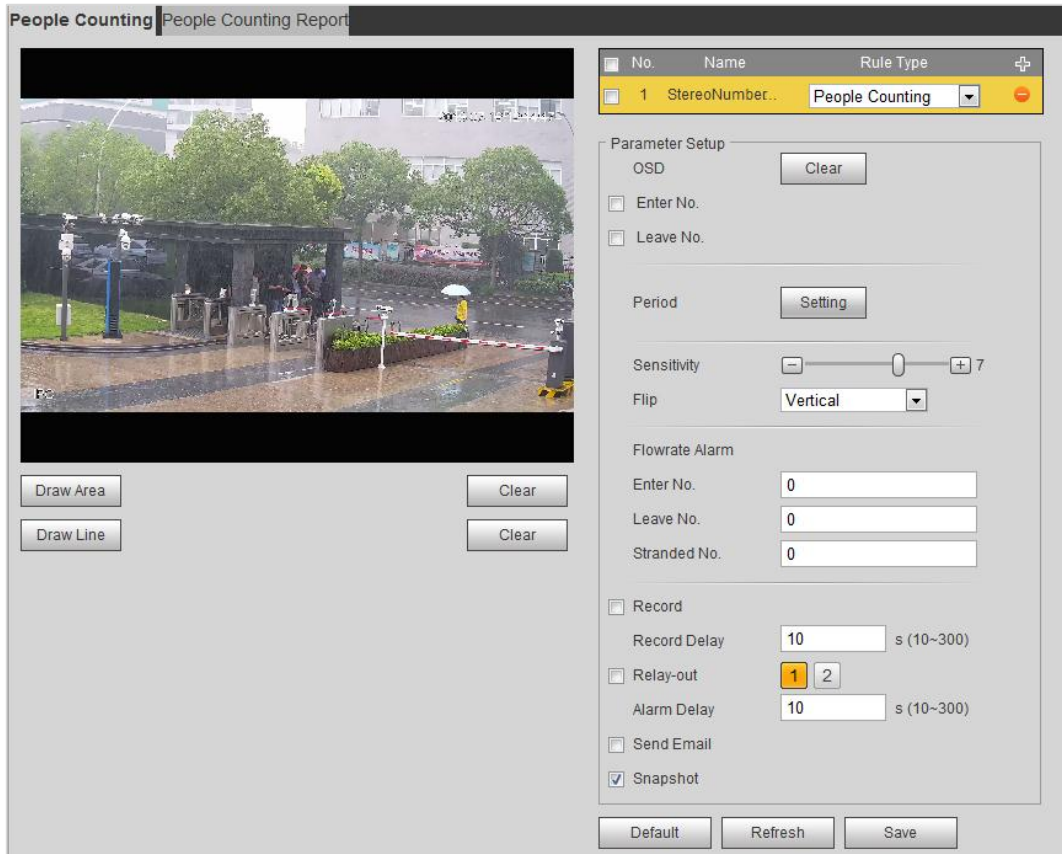 People Counting People Counting Report
No. Name Rule Type
1 StereoNumber... People Counting
Parameter Setup
OSD Clear
Enter No.
Leave No.
Period Setting
Sensitivity 7
Flip Vertical
Flowrate Alarm
Enter No. 0
Leave No. 0
Stranded No. 0
Record
Record Delay 10 s (10~300)
Relay-out 1 2
Alarm Delay 10 s (10~300)
Send Email
Snapshot
Default Refresh Save
Draw Area Clear
Draw Line Clear